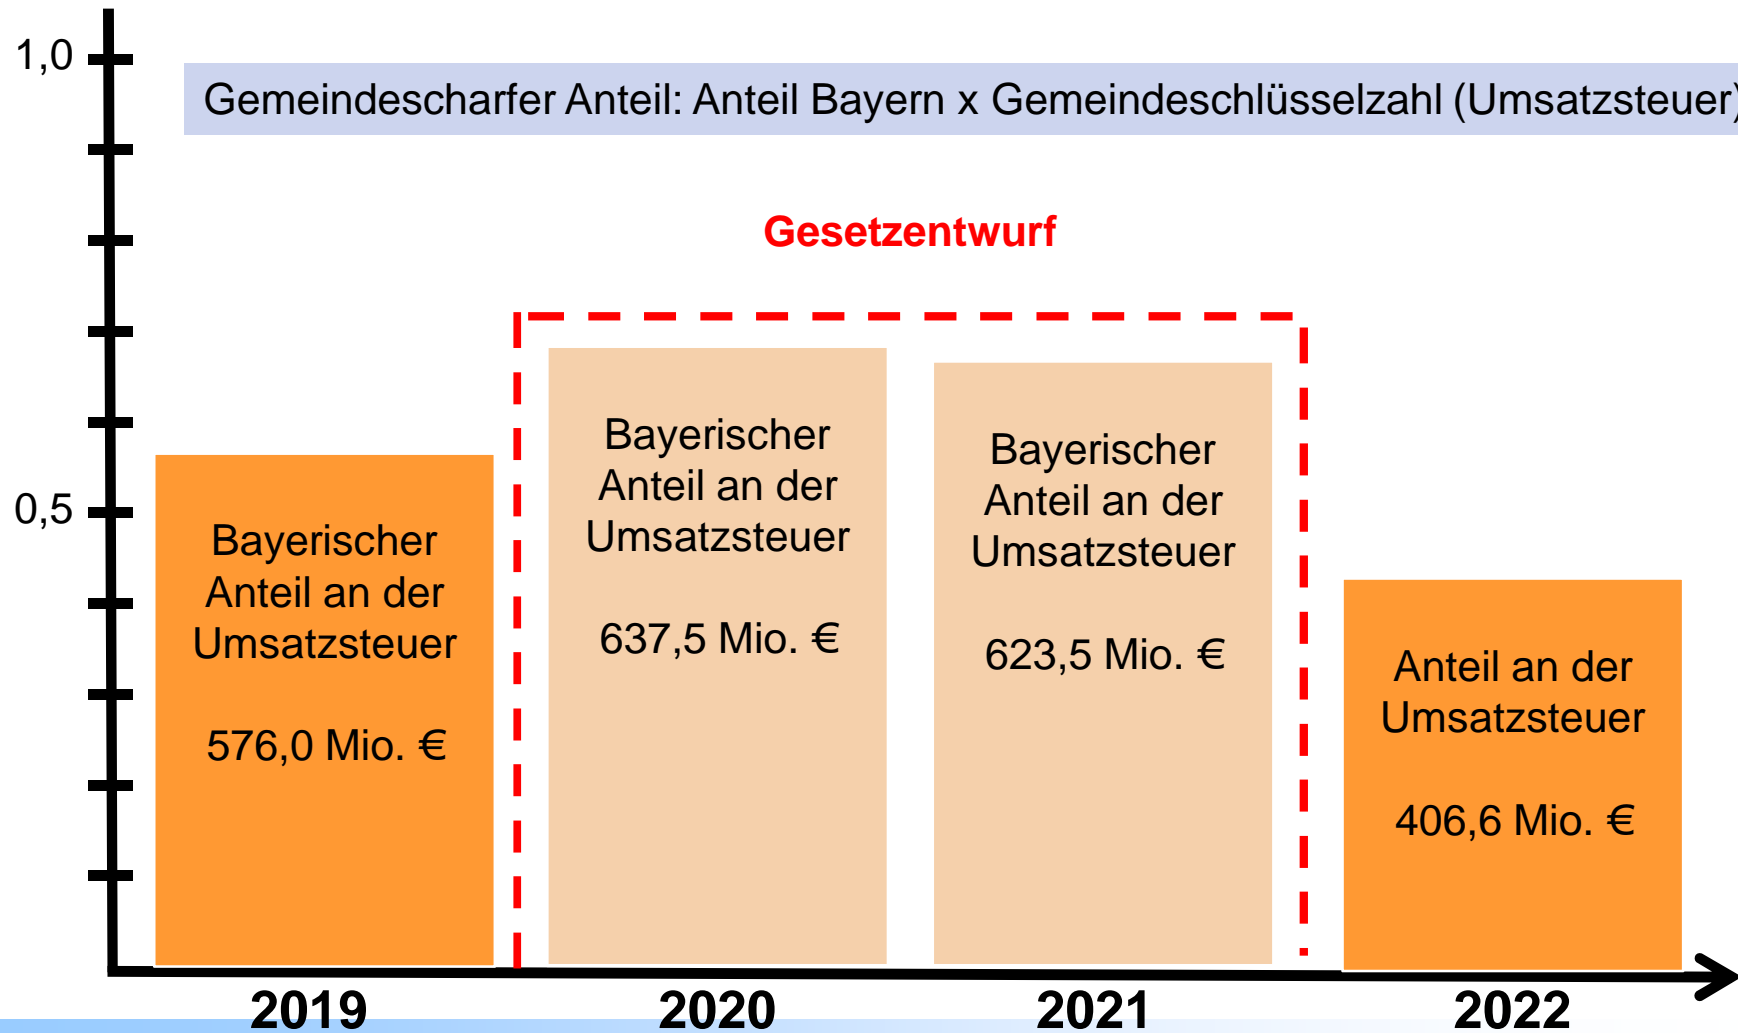 1,0
Gemeindescharfer Anteil: Anteil Bayern x Gemeindeschlüsselzahl (Umsatzsteuer)
Gesetzentwurf
0,5
Bayerischer
Anteil an der
Umsatzsteuer
576,0 Mio. €
Bayerischer
Anteil an der
Umsatzsteuer
637,5 Mio. €
Bayerischer
Anteil an der
Umsatzsteuer
623,5 Mio. €
Anteil an der
Umsatzsteuer
406,6 Mio. €
2019
2020
2021
2022